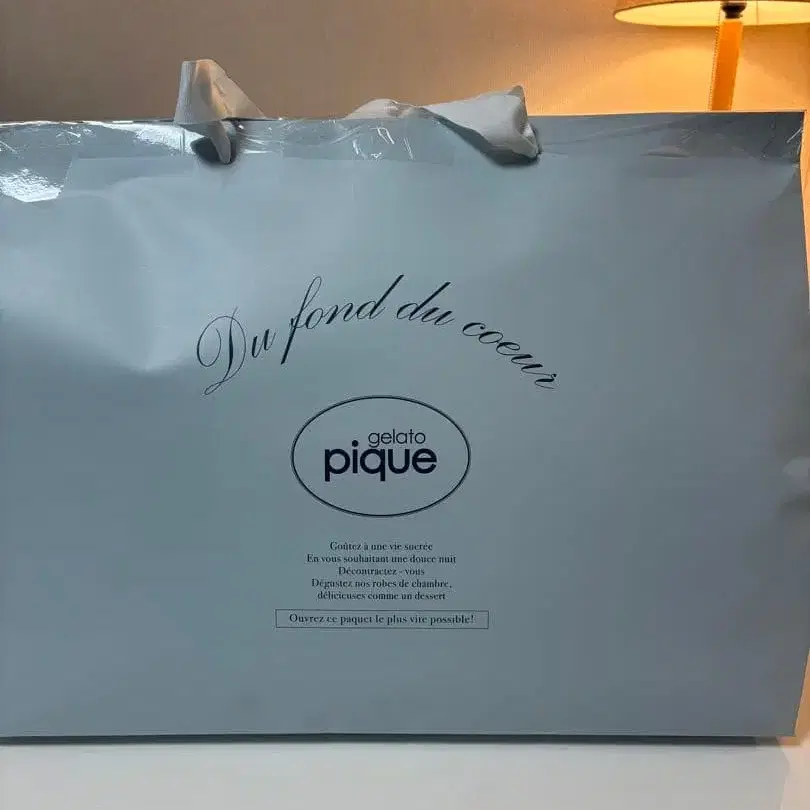 Du fond du coeur
gelato
pique
Goûtez à une vie sucrée
En vous souhaitant une douce nuit
Décontractez - vous
Dégustez nos robes de chambre,
délicieuses comme un dessert
Ouvrez ce paquet le plus vite possible!